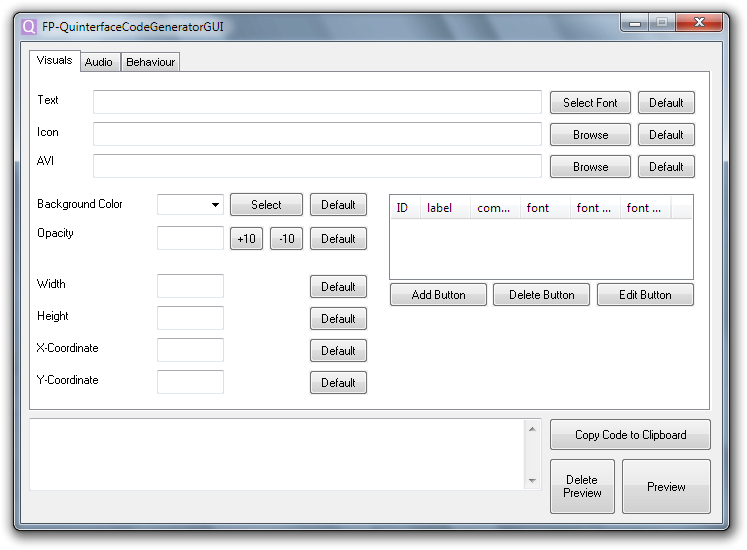 Q FP-QuinterfaceCodeGeneratorGUI
Visuals Audio Behaviour
Text Select Font Default
Icon Browse Default
AVI Browse Default
Background Color Select Default
Opacity +10 -10 Default
ID label com... font font ... font ...
Width Default
Add Button Delete Button Edit Button
Height Default
X-Coordinate Default
Y-Coordinate Default
Copy Code to Clipboard
Delete
Preview
Preview